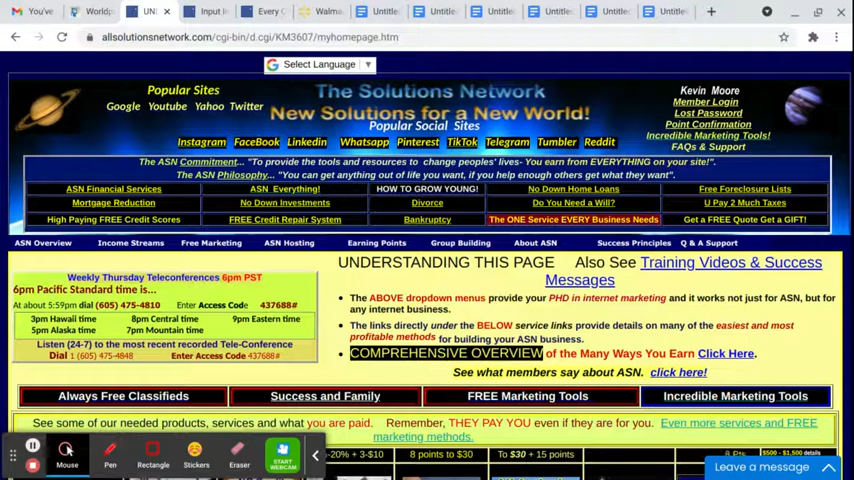 You've
Worldp
UN
Input In
Every C
Walma
Untitle
Untitle
Untitle
Untitle
Untitle
Untitle
allsolutionsnetwork.com/cgi-bin/d.cgi/KM3607/myhomepage.htm
Select Language
Popular Sites
Google Youtube Yahoo Twitter
The Solutions Network
New Solutions for a New World!
Popular Social Sites
Kevin Moore
Member Login
Lost Password
Point Confirmation
Incredible Marketing Tools!
FAQs & Support
Instagram FaceBook Linkedin Whatsapp Pinterest TikTok Telegram Tumbler Reddit
The ASN Commitment... "To provide the tools and resources to change peoples' lives- You earn from EVERYTHING on your site!".
The ASN Philosophy... "You can get anything out of life you want, if you help enough others get what they want".
ASN Financial Services ASN Everything! HOW TO GROW YOUNG! No Down Home Loans Free Foreclosure Lists
Mortgage Reduction No Down Investments Divorce Do You Need a Will? U Pay 2 Much Taxes
High Paying FREE Credit Scores FREE Credit Repair System Bankruptcy The ONE Service EVERY Business Needs Get a FREE Quote Get a GIFT!
ASN Overview Income Streams Free Marketing ASN Hosting Earning Points Group Building About ASN Success Principles Q & A Support
Weekly Thursday Teleconferences 6pm PST
6pm Pacific Standard time is...
At about 5:59pm dial (605) 475-4810 Enter Access Code 437688#
3pm Hawaii time 8pm Central time 9pm Eastern time
5pm Alaska time 7pm Mountain time
Listen (24-7) to the most recent recorded Tele-Conference
Dial 1 (605) 475-4848 Enter Access Code 437688#
UNDERSTANDING THIS PAGE Also See Training Videos & Success
Messages
The ABOVE dropdown menus provide your PHD in internet marketing and it works not just for ASN, but for
any internet business.
The links directly under the BELOW service links provide details on many of the easiest and most
profitable methods for building your ASN business.
COMPREHENSIVE OVERVIEW of the Many Ways You Earn Click Here.
See what members say about ASN. click here!
Always Free Classifieds Success and Family FREE Marketing Tools Incredible Marketing Tools
See some of our needed products, services and what you are paid. Remember, THEY PAY YOU even if they are for you. Even more services and FREE
marketing methods.
-20% + 3-$10 8 points to $30 To $30 + 15 points 8 Pts $500 - $1,500 details
Mouse Pen Rectangle Stickers Eraser START
WEBCAM
Leave a message